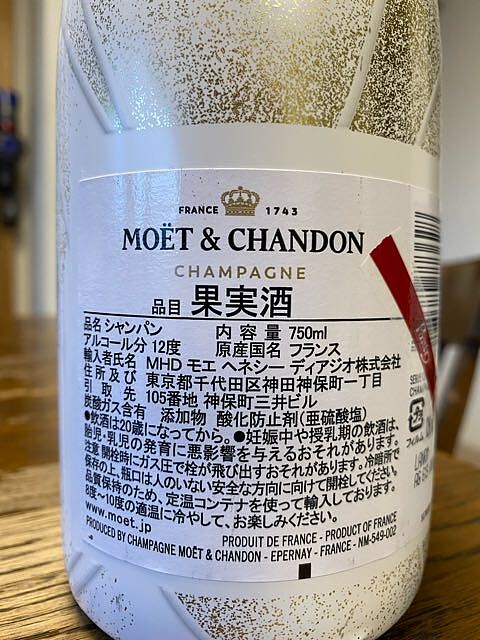 FRANCE 1743
MOËT & CHANDON
CHAMPAGNE
品目 果実酒
品名 シャンパン 内容量 750ml
アルコール分 12度 原産国名 フランス
輸入者氏名 MHD モエ ヘネシー ディアジオ株式会社
住所及び 東京都千代田区神田神保町一丁目
引取先 105番地 神保町三井ビル
炭酸ガス含有 添加物 酸化防止剤(亜硫酸塩)
●飲酒は20歳になってから。●妊娠中や授乳期の飲酒は、
胎児・乳児の発育に悪影響を与えるおそれがあります。
注意 開栓時にガス圧で栓が飛び出すおそれがあります。冷暗所で
保存の上、瓶口は人のいない安全な方向に向けて開栓してください。
品質保持のため、定温コンテナを使って輸入しております。
8度〜10度の適温に冷やして、お楽しみください。
www.moet.jp
PRODUIT DE FRANCE - PRODUCT OF FRANCE
PRODUCED BY CHAMPAGNE MOËT & CHANDON - EPERNAY - FRANCE - NM-549-002